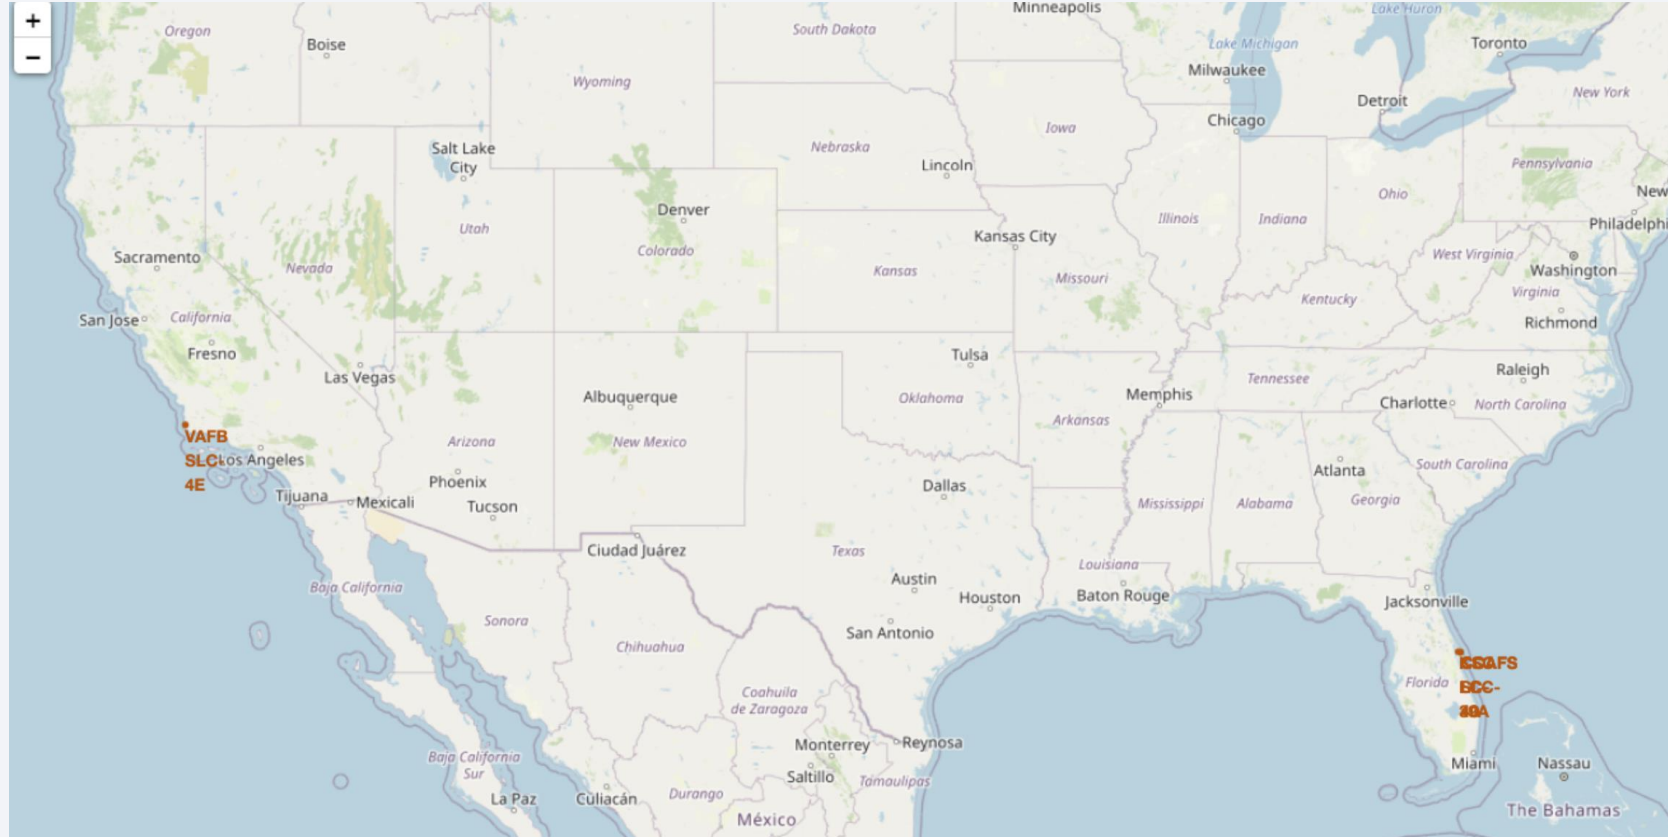 +
−
Oregon
Boise
South Dakota
Minneapolis
Lake Huron
Lake Michigan
Toronto
Milwaukee
Wyoming
Detroit
New York
Chicago
Iowa
Salt Lake
City
Nebraska
Lincoln
Pennsylvania
Ohio
New
Denver
Utah
Illinois
Indiana
Philadelphi
Kansas City
Sacramento
Colorado
Nevada
Kansas
Missouri
West Virginia
Washington
Virginia
Kentucky
San Jose
California
Richmond
Fresno
Las Vegas
Tulsa
Tennessee
Raleigh
Albuquerque
Oklahoma
Memphis
Charlotte
North Carolina
Arkansas
VAFB
SLC-
4E
Los Angeles
Arizona
New Mexico
Atlanta
South Carolina
Phoenix
Dallas
Tijuana
Mexicali
Tucson
Mississippi
Alabama
Georgia
Ciudad Juárez
Texas
Louisiana
Austin
Baja California
Houston
Baton Rouge
Jacksonville
Sonora
San Antonio
Chihuahua
Florida
Coahuila
de Zaragoza
Monterrey
Reynosa
Baja California
Sur
Saltillo
Tamaulipas
Miami
Nassau
La Paz
Culiacán
Durango
México
The Bahamas